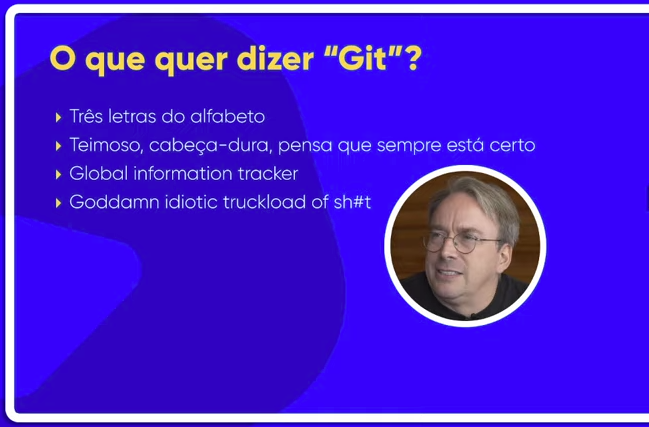 O que quer dizer “Git”?
Três letras do alfabeto
Teimoso, cabeça-dura, pensa que sempre está certo
Global information tracker
Goddamn idiotic truckload of sh#t